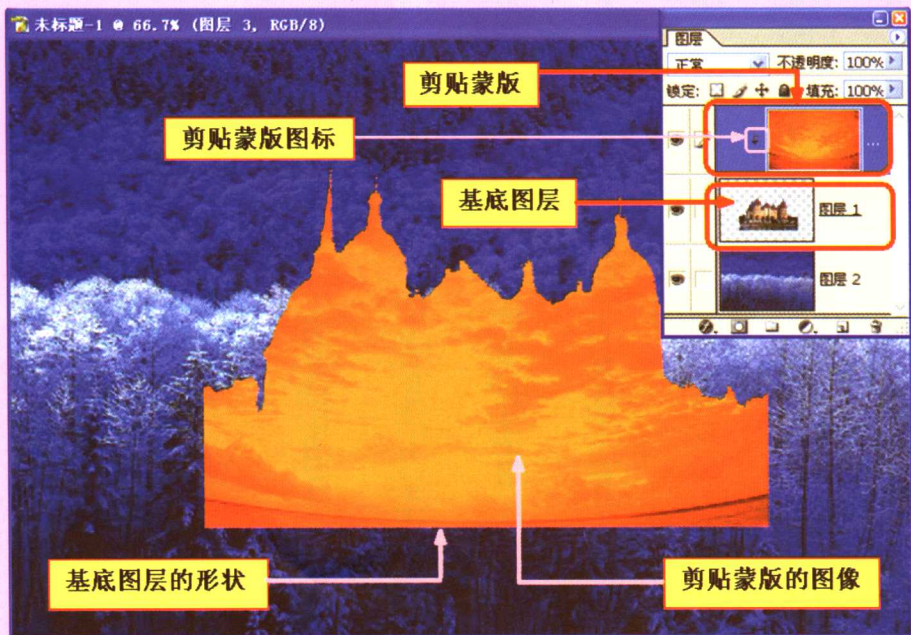 未标题-1 @ 66.7% (图层 3, RGB/8)
图层
正常 不透明度: 100%
锁定: 填充: 100%
剪贴蒙版
剪贴蒙版图标
基底图层
图层 1
图层 2
基底图层的形状
剪贴蒙版的图像